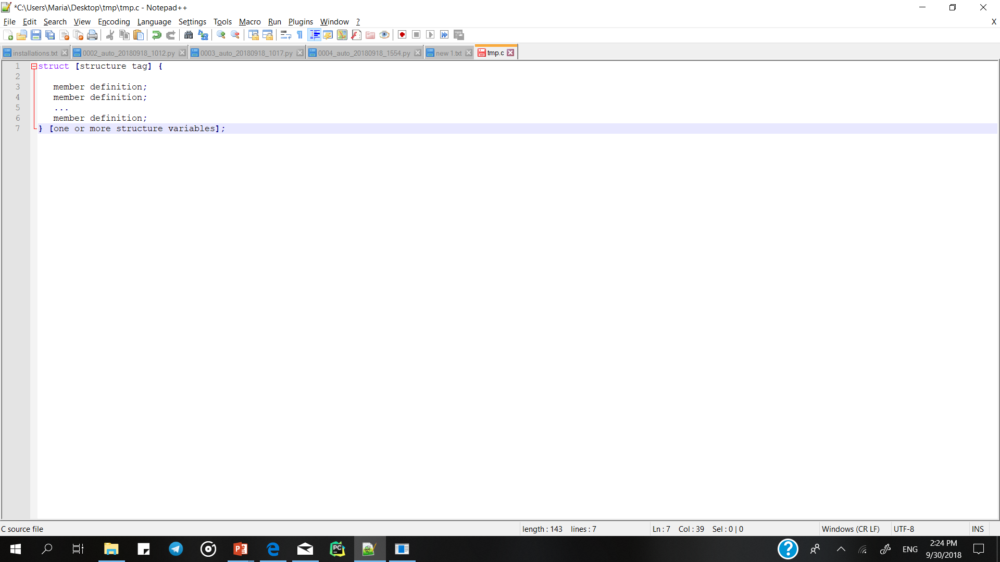 *C:\Users\Maria\Desktop\tmp\tmp.c - Notepad++
File Edit Search View Encoding Language Settings Tools Macro Run Plugins Window ? X
installations.txt 0002_auto_20180918_1012.py 0003_auto_20180918_1017.py 0004_auto_20180918_1554.py new 1.txt tmp.c
1 struct [structure tag] {
2
3 member definition;
4 member definition;
5 ...
6 member definition;
7 } [one or more structure variables];
C source file length : 143 lines : 7 Ln : 7 Col : 39 Sel : 0 | 0 Windows (CR LF) UTF-8 INS
ENG 2:24 PM
9/30/2018